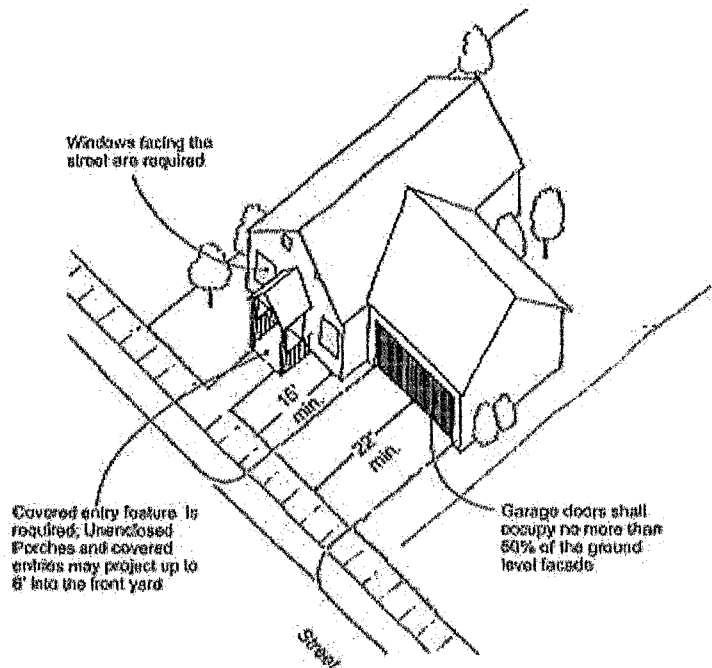 Windows facing the
street are required
15'
min.
22'
min.
Covered entry feature is
required; Unenclosed
Porches and covered
entries may project up to
6' into the front yard
Garage doors shall
occupy no more than
50% of the ground
level facade
Street